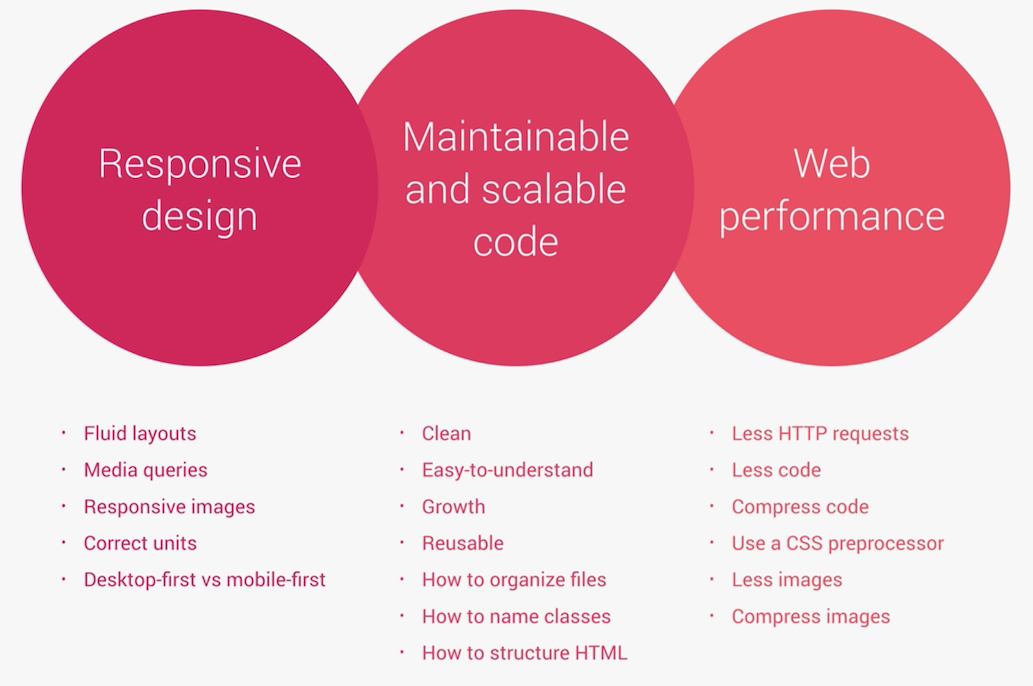 Responsive
design
Maintainable
and scalable
code
Web
performance
· Fluid layouts
· Media queries
· Responsive images
· Correct units
· Desktop-first vs mobile-first
· Clean
· Easy-to-understand
· Growth
· Reusable
· How to organize files
· How to name classes
· How to structure HTML
· Less HTTP requests
· Less code
· Compress code
· Use a CSS preprocessor
· Less images
· Compress images